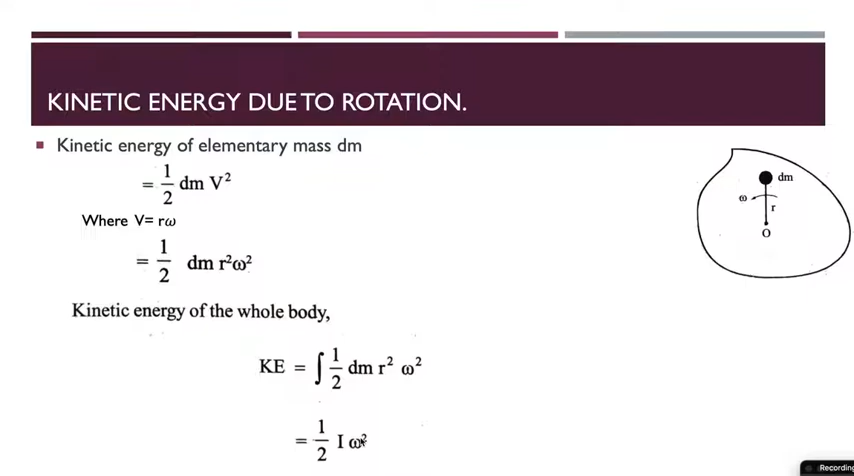 KINETIC ENERGY DUE TO ROTATION.
Kinetic energy of elementary mass dm
= 1/2 dm V²
Where V= rω
= 1/2 dm r²ω²
Kinetic energy of the whole body,
KE = ∫ 1/2 dm r² ω²
= 1/2 I ω²
dm
ω
r
O
Recording